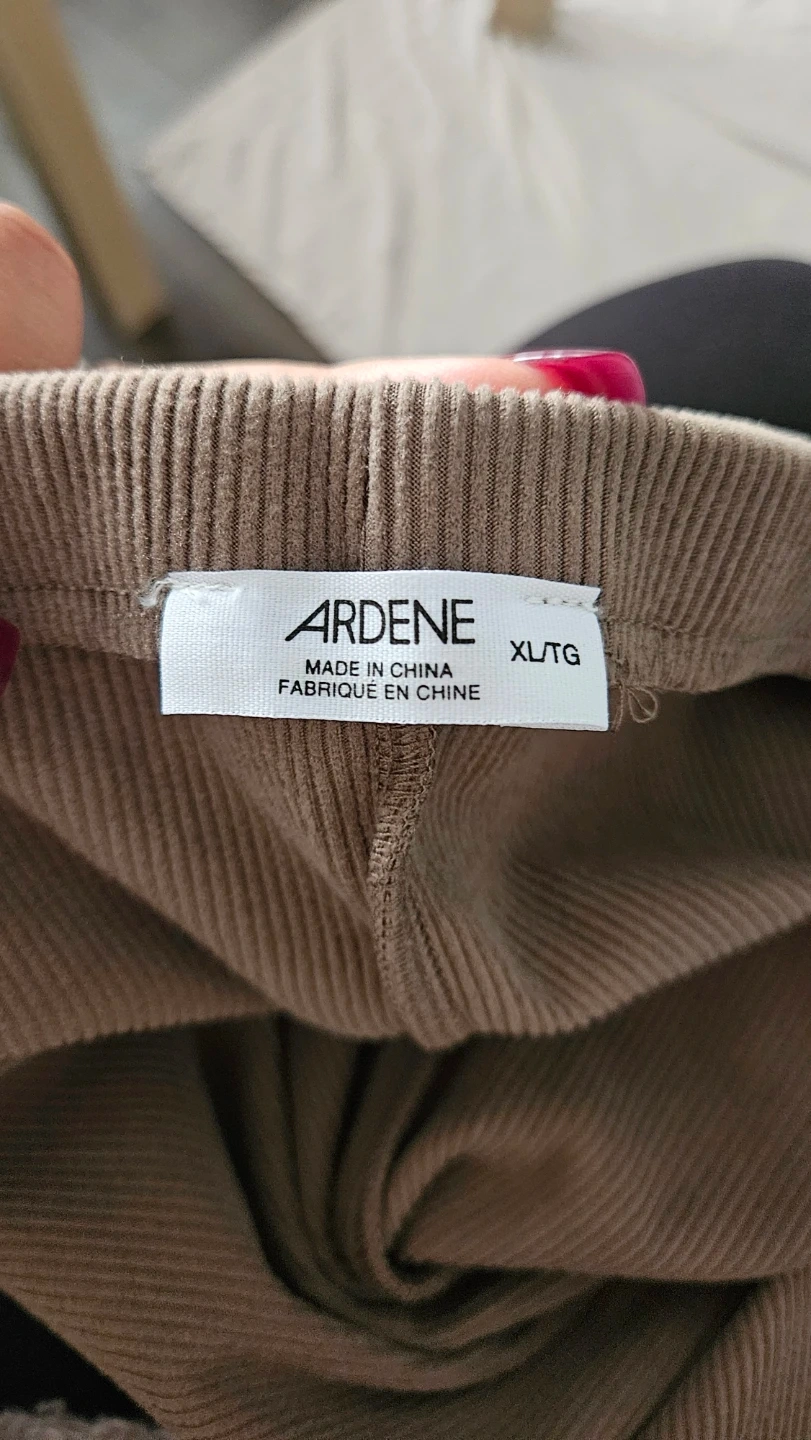 ARDENE
XL/TG
MADE IN CHINA
FABRIQUÉ EN CHINE